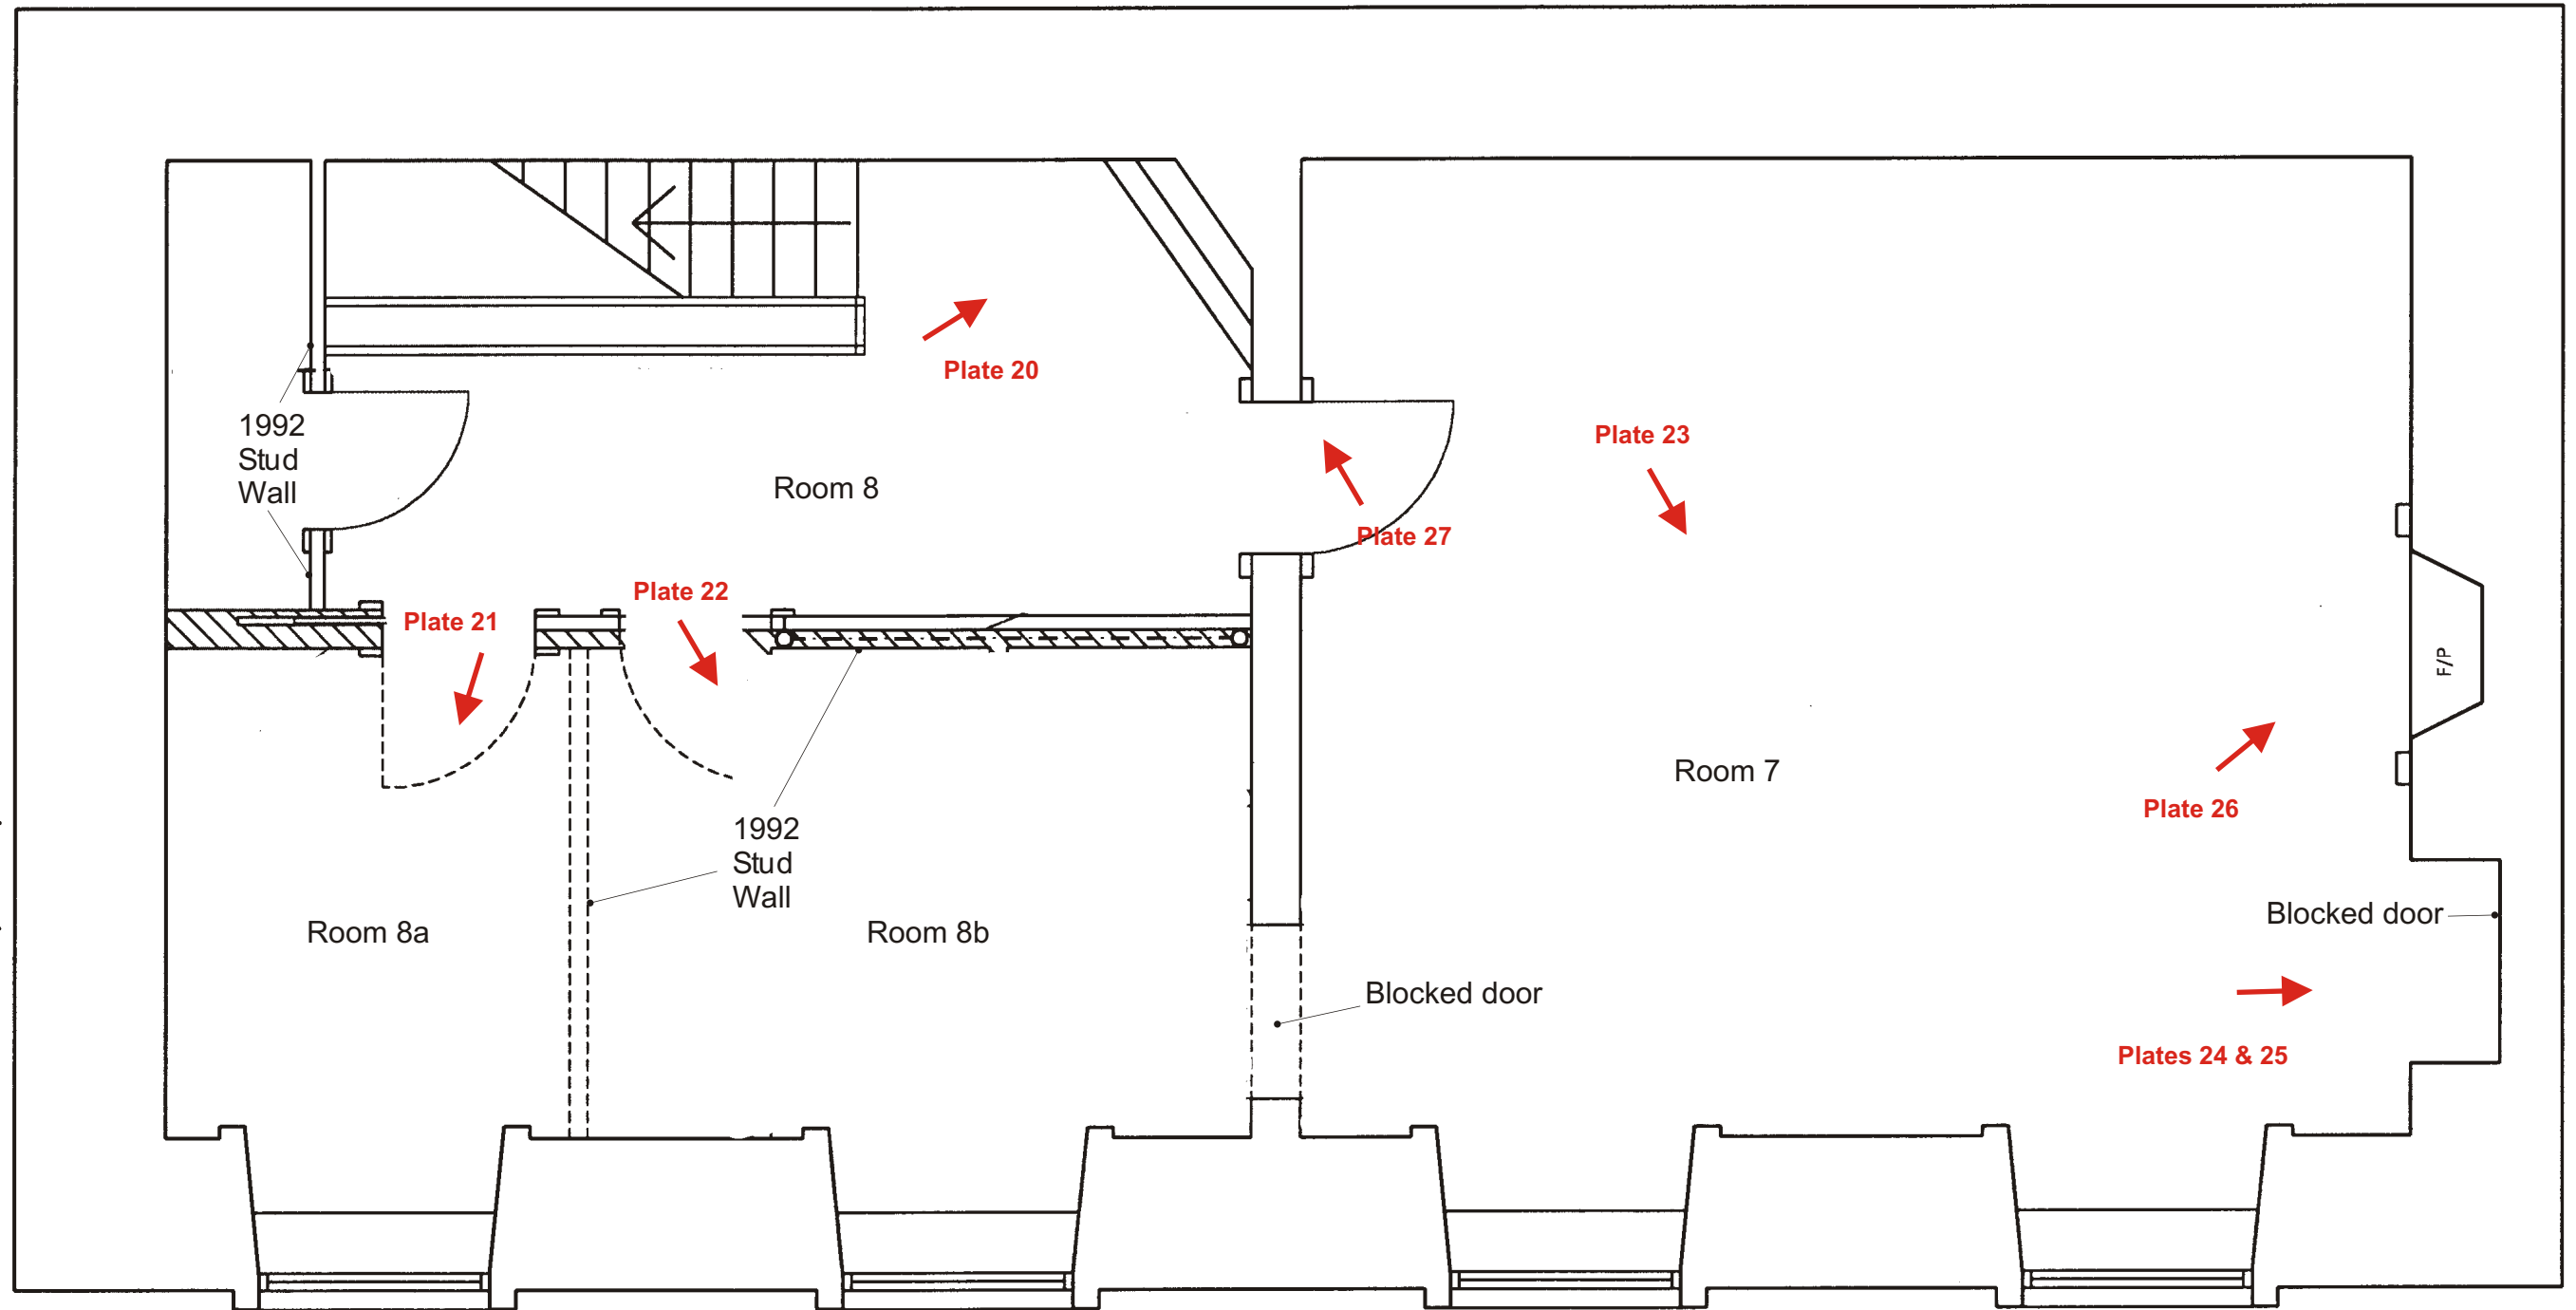 Plate 20
1992
Stud
Wall
Plate 23
Room 8
Plate 27
Plate 22
Plate 21
F/P
Room 7
Plate 26
1992
Stud
Wall
Blocked door
Room 8a
Room 8b
Blocked door
Plates 24 & 25